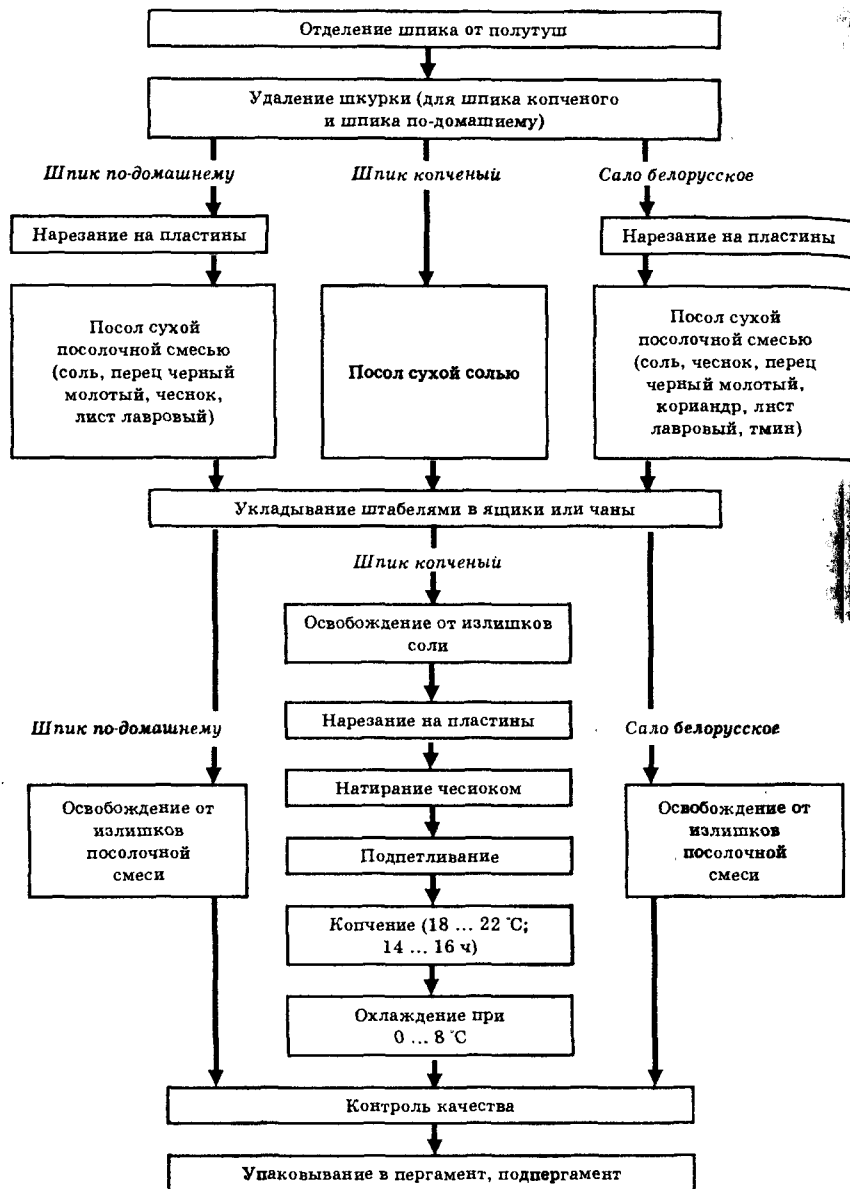 Отделение шпика от полутуш
Удаление шкурки (для шпика копченого
и шпика по-домашиему)
Шпик по-домашнему
Шпик копченый
Сало белорусское
Нарезание на пластины
Нарезание на пластины
Посол сухой
посолочной смесью
(соль, перец черный
молотый, чеснок,
лист лавровый)
Посол сухой солью
Посол сухой
посолочной смесью
(соль, чеснок, перец
черный молотый,
кориандр, лист
лавровый, тмин)
Укладывание штабелями в ящики или чаны
Шпик копченый
Освобождение от излишков
соли
Нарезание на пластины
Шпик по-домашнему
Сало белорусское
Натирание чесиоком
Освобождение от
излишков
посолочной
смеси
Подпетливание
Освобождение от
излишков
посолочной
смеси
Копчение (18 ... 22 °С;
14 ... 16 ч)
Охлаждение при
0 ... 8 °С
Контроль качества
Упаковывание в пергамент, подпергамент